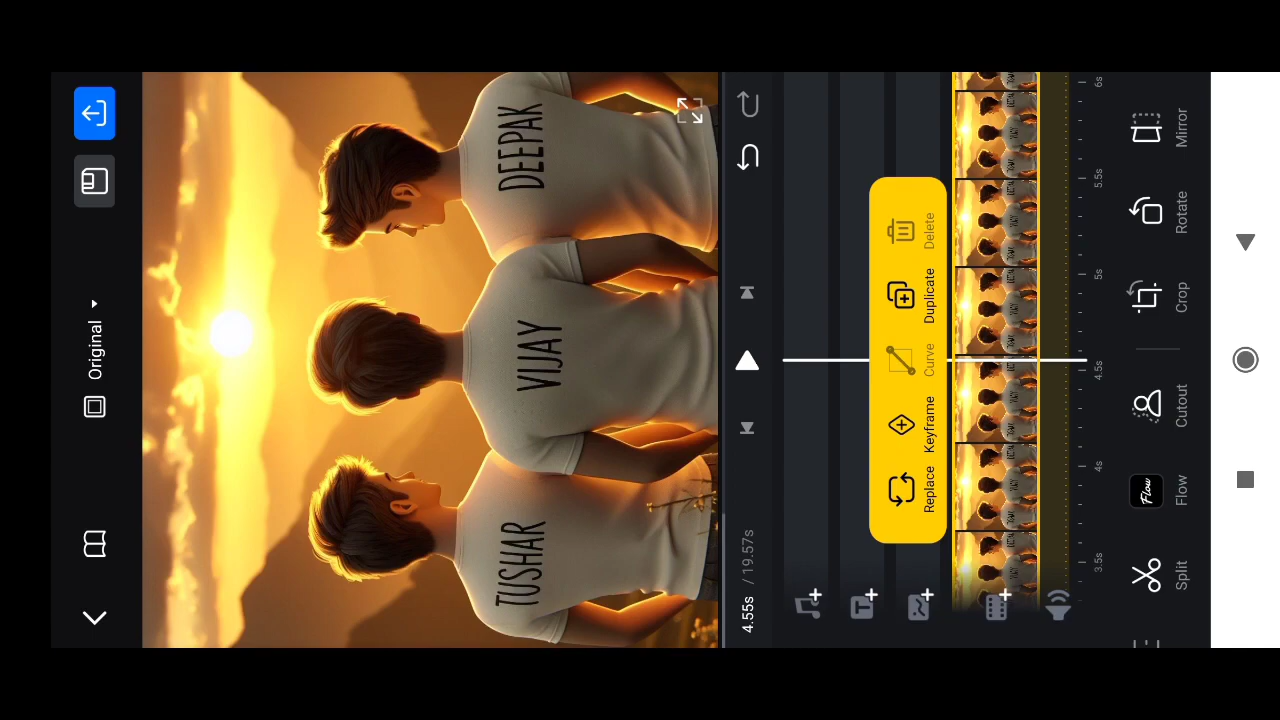 Original
TUSHAR
VIJAY
DEEPAK
4.55s / 19.57s
Replace
Keyframe
Curve
Duplicate
Delete
3.5s
4s
4.5s
5s
5.5s
6s
Split
Flow
Flow
Cutout
Crop
Rotate
Mirror